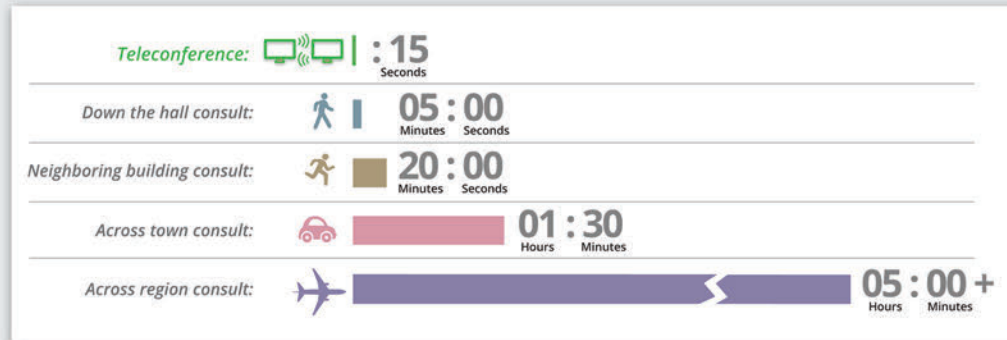 Teleconference: :15
Seconds
Down the hall consult: 05:00
Minutes Seconds
Neighboring building consult: 20:00
Minutes Seconds
Across town consult: 01:30
Hours Minutes
Across region consult: 05:00+
Hours Minutes